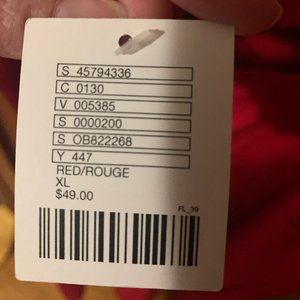 S 45794336
C 0130
V 005385
S 0000200
S OB822268
Y 447
RED/ROUGE
XL
$49.00
FL_39